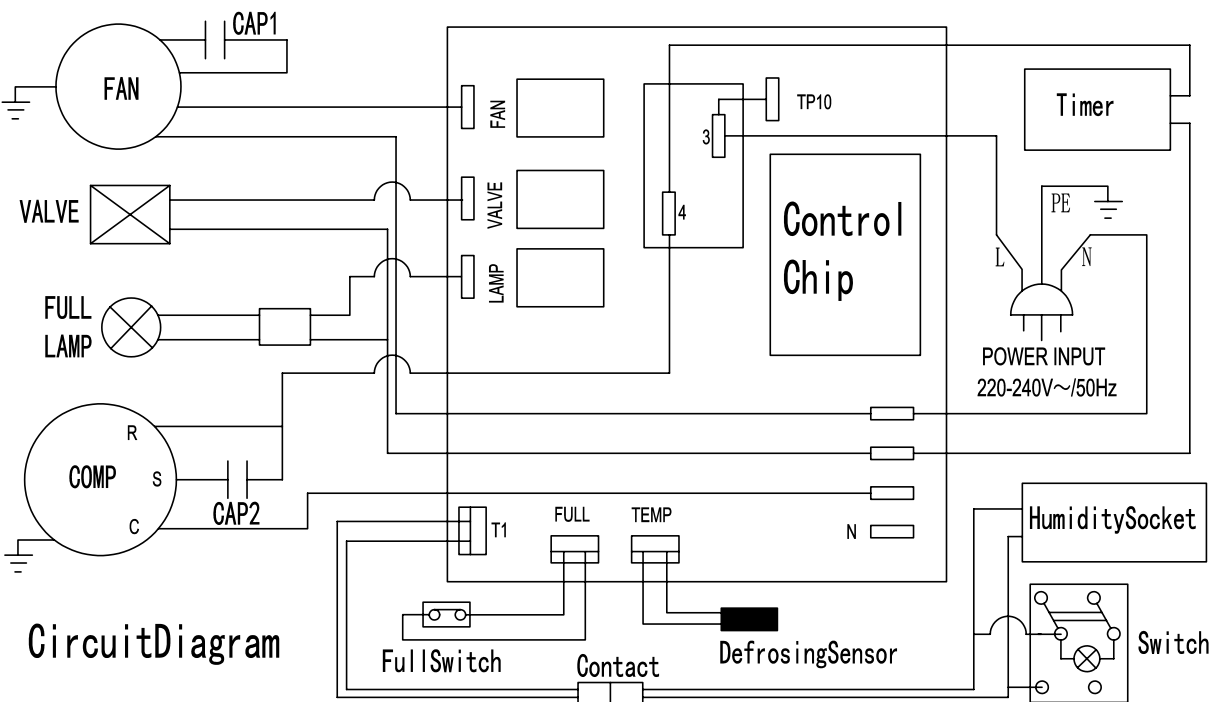 CAP1
FAN
FAN
TP10
3
Timer
VALVE
VALVE
4
Control
Chip
PE
L
N
LAMP
FULL
LAMP
POWER INPUT
220-240V～/50Hz
R
COMP
S
CAP2
C
T1
FULL
TEMP
N
HumiditySocket
CircuitDiagram
FullSwitch
DefrosingSensor
Switch
Contact